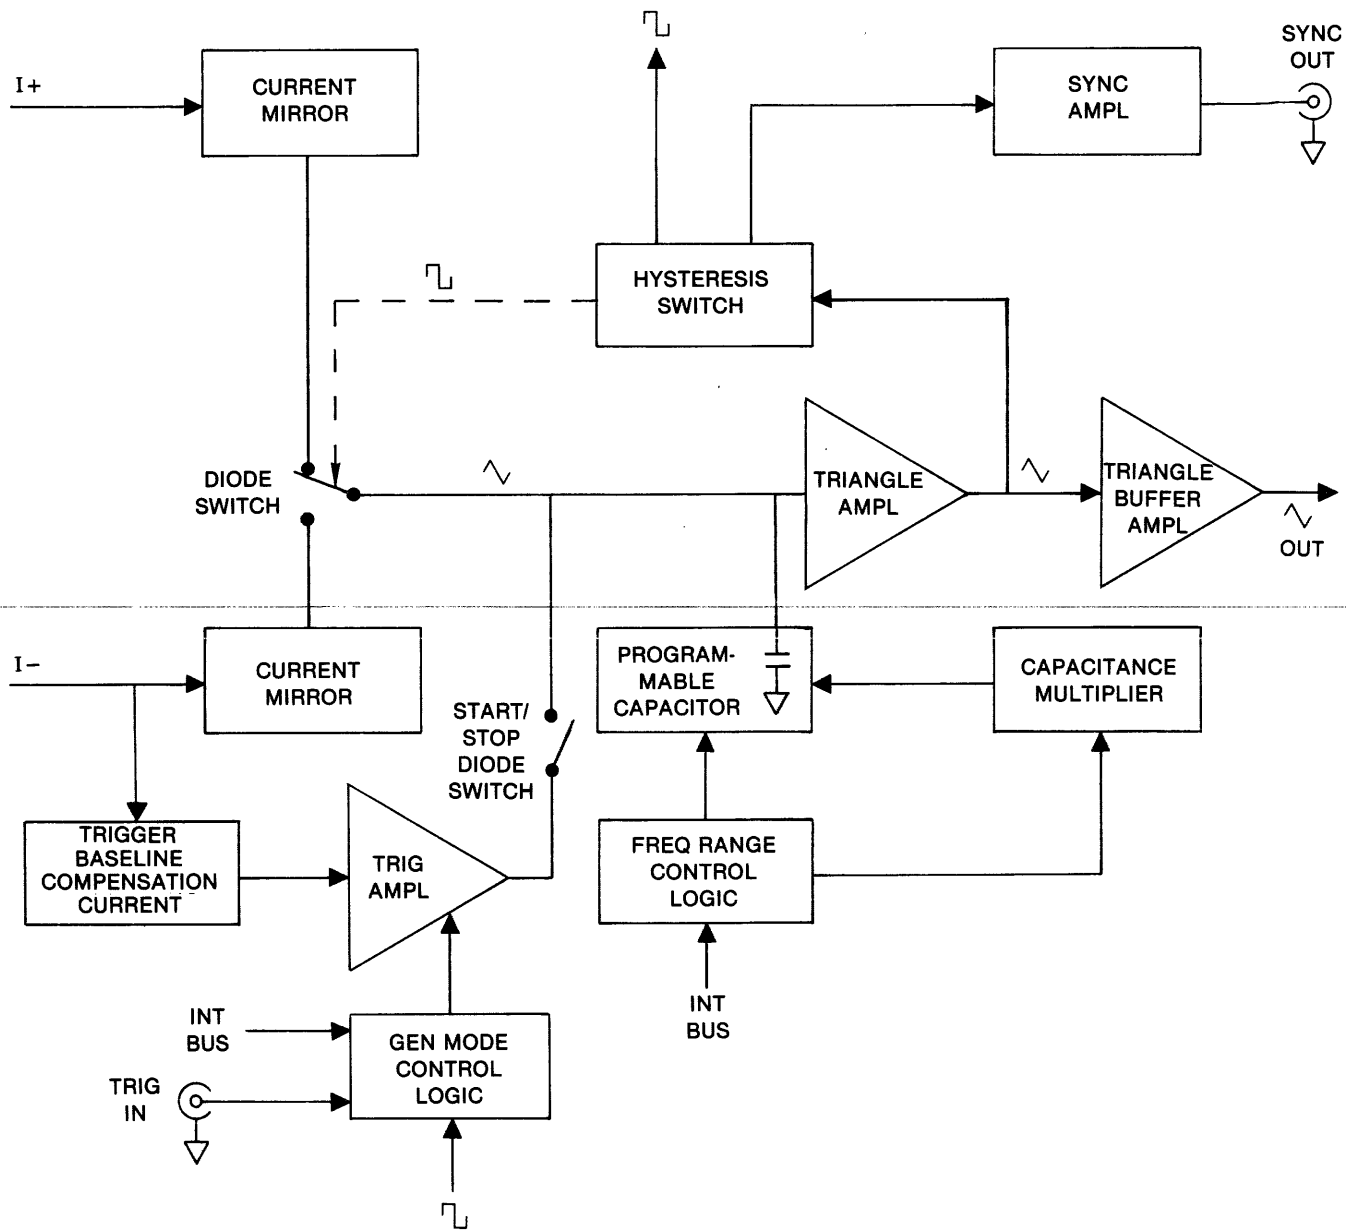 I+
CURRENT
MIRROR
SYNC
AMPL
SYNC
OUT
HYSTERESIS
SWITCH
DIODE
SWITCH
TRIANGLE
AMPL
TRIANGLE
BUFFER
AMPL
OUT
I-
CURRENT
MIRROR
START/
STOP
DIODE
SWITCH
PROGRAM-
MABLE
CAPACITOR
CAPACITANCE
MULTIPLIER
TRIGGER
BASELINE
COMPENSATION
CURRENT
TRIG
AMPL
FREQ RANGE
CONTROL
LOGIC
INT
BUS
INT
BUS
GEN MODE
CONTROL
LOGIC
TRIG
IN